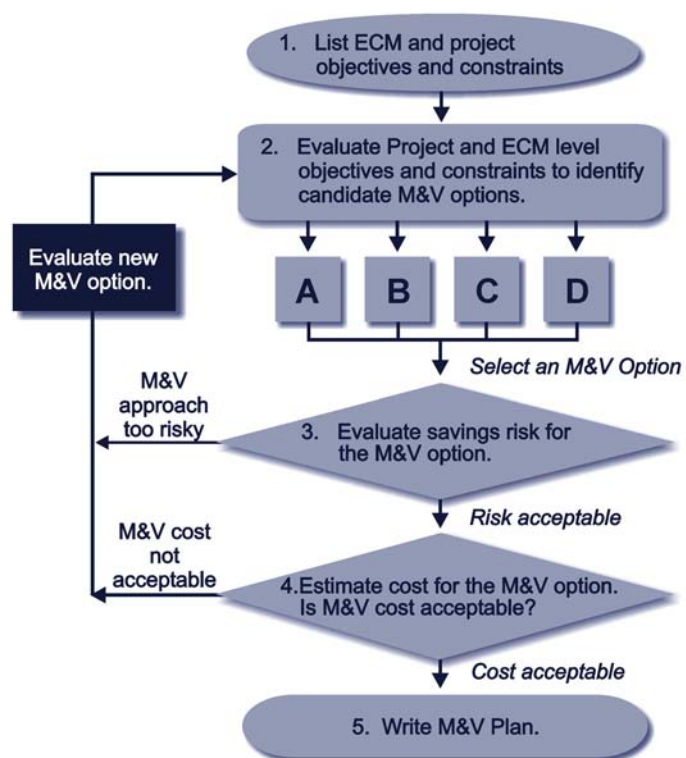 1. List ECM and project
objectives and constraints
2. Evaluate Project and ECM level
objectives and constraints to identify
candidate M&V options.
Evaluate new
M&V option.
A B C D
Select an M&V Option
M&V
approach
too risky
3. Evaluate savings risk for
the M&V option.
Risk acceptable
M&V cost
not
acceptable
4.Estimate cost for the M&V option.
Is M&V cost acceptable?
Cost acceptable
5. Write M&V Plan.